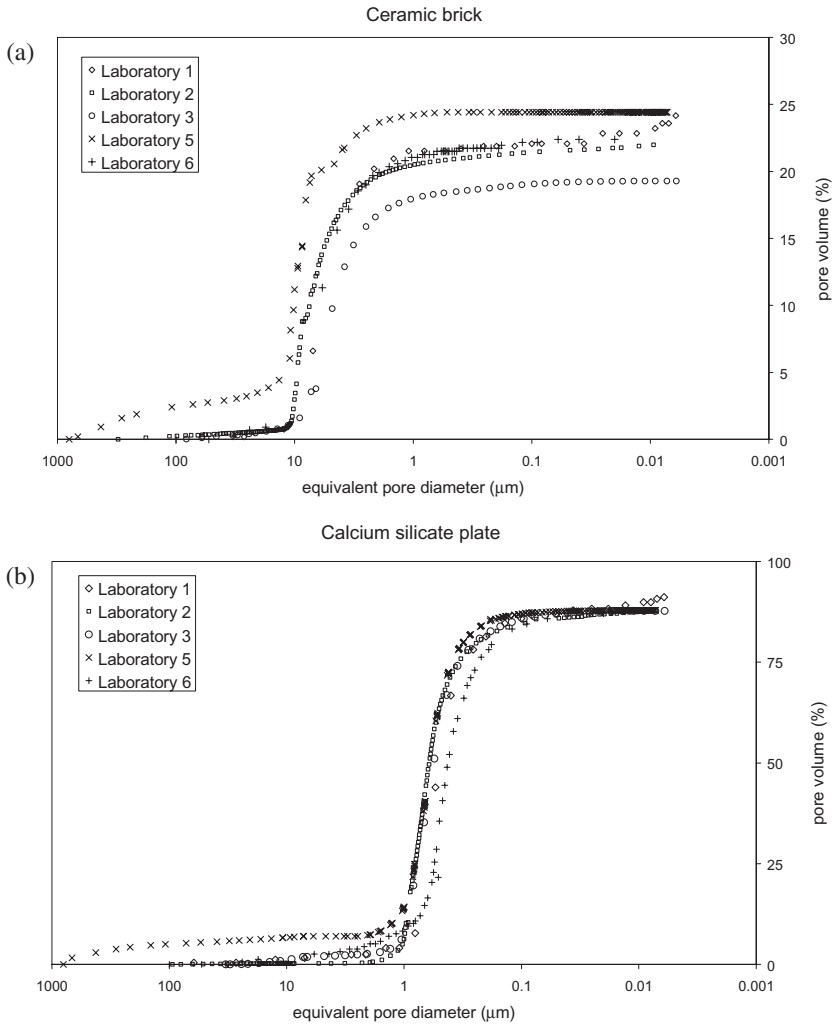 Ceramic brick
(a)
Laboratory 1
Laboratory 2
Laboratory 3
Laboratory 5
Laboratory 6
30
25
20
15
10
5
0
pore volume (%)
1000 100 10 1 0.1 0.01 0.001
equivalent pore diameter (μm)
Calcium silicate plate
(b)
Laboratory 1
Laboratory 2
Laboratory 3
Laboratory 5
Laboratory 6
100
75
50
25
0
pore volume (%)
1000 100 10 1 0.1 0.01 0.001
equivalent pore diameter (μm)